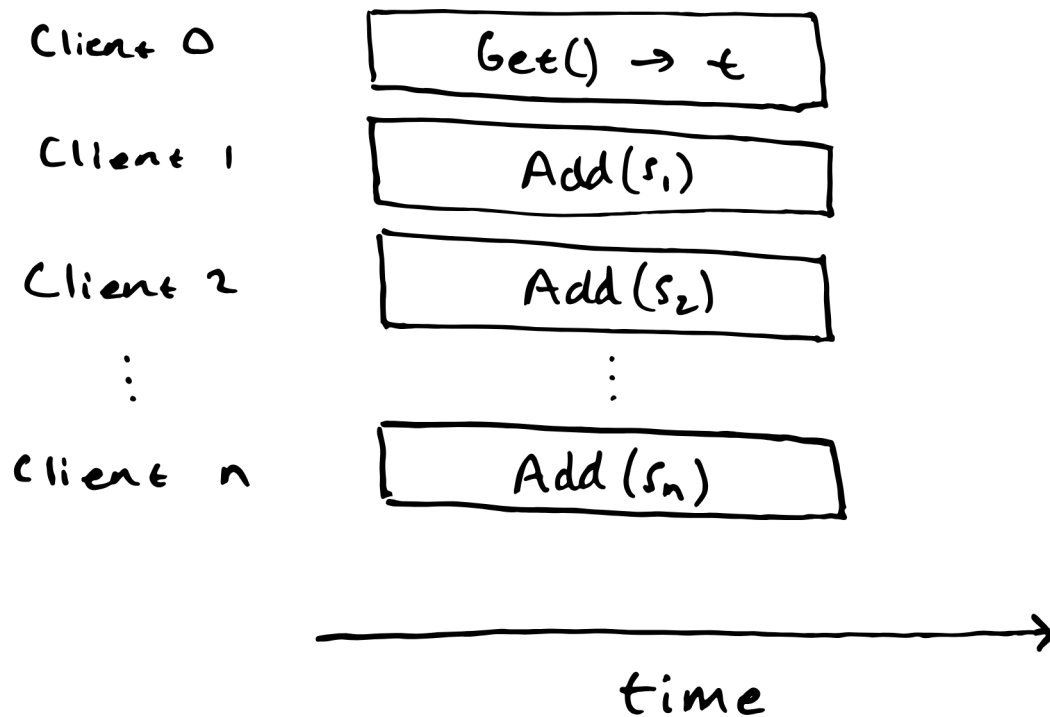 Client 0 Get() → t
Client 1 Add(s₁)
Client 2 Add(s₂)
⋮ ⋮
Client n Add(sₙ)
time